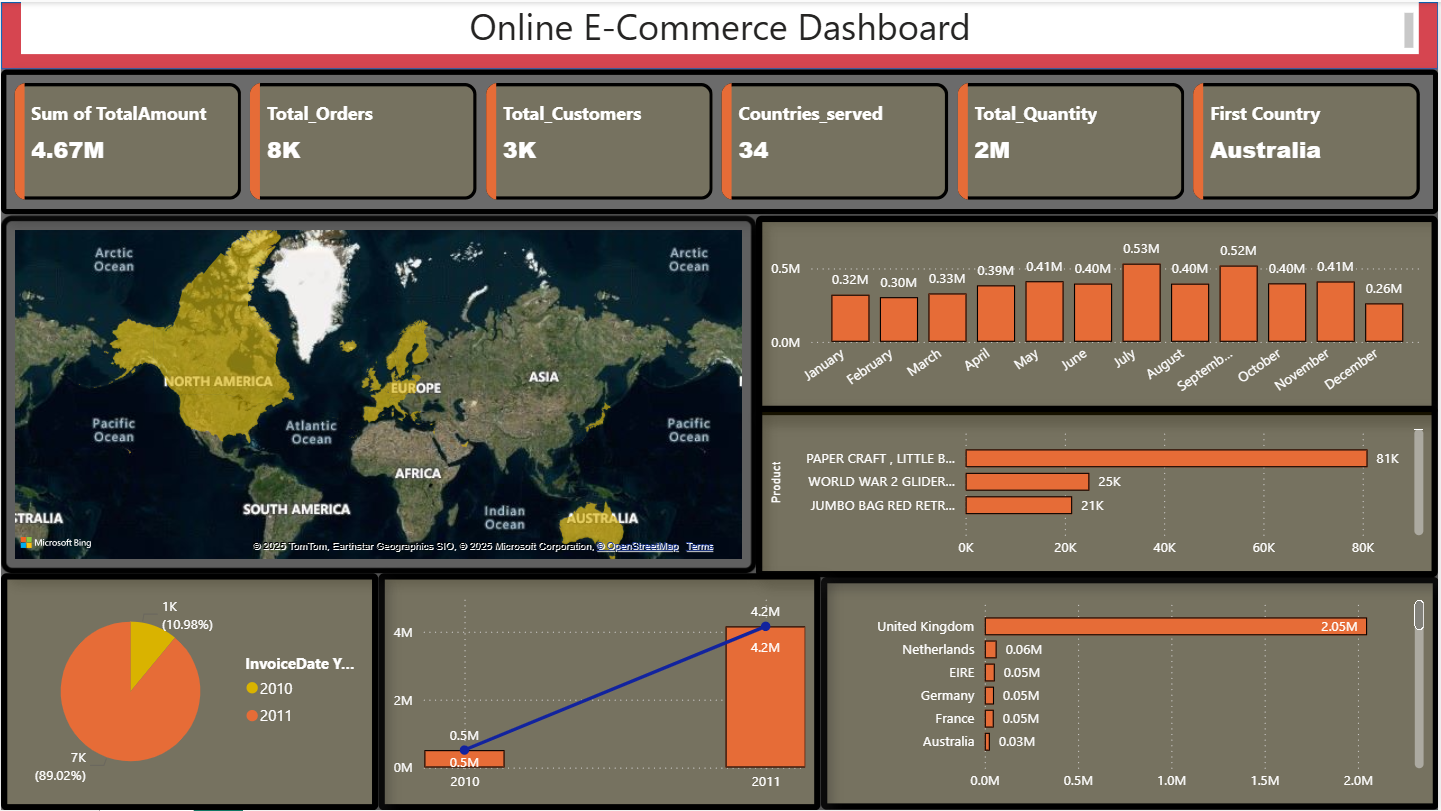 Online E-Commerce Dashboard
Sum of TotalAmount
4.67M
Total_Orders
8K
Total_Customers
3K
Countries_served
34
Total_Quantity
2M
First Country
Australia
Arctic
Ocean
Arctic
Ocean
NORTH AMERICA
EUROPE
ASIA
Pacific
Ocean
Atlantic
Ocean
Pacific
Ocean
AFRICA
SOUTH AMERICA
Indian
Ocean
STRALIA
AUSTRALIA
Microsoft Bing
© 2025 TomTom, Earthstar Geographics SIO, © 2025 Microsoft Corporation, © OpenStreetMap Terms
0.5M
0.0M
0.32M
0.30M
0.33M
0.39M
0.41M
0.40M
0.53M
0.40M
0.52M
0.40M
0.41M
0.26M
January
February
March
April
May
June
July
August
Septemb...
October
November
December
Product
PAPER CRAFT , LITTLE B...
81K
WORLD WAR 2 GLIDER...
25K
JUMBO BAG RED RETR...
21K
0K
20K
40K
60K
80K
1K
(10.98%)
7K
(89.02%)
InvoiceDate Y...
2010
2011
4M
2M
0M
0.5M
0.5M
4.2M
4.2M
2010
2011
United Kingdom
2.05M
Netherlands
0.06M
EIRE
0.05M
Germany
0.05M
France
0.05M
Australia
0.03M
0.0M
0.5M
1.0M
1.5M
2.0M